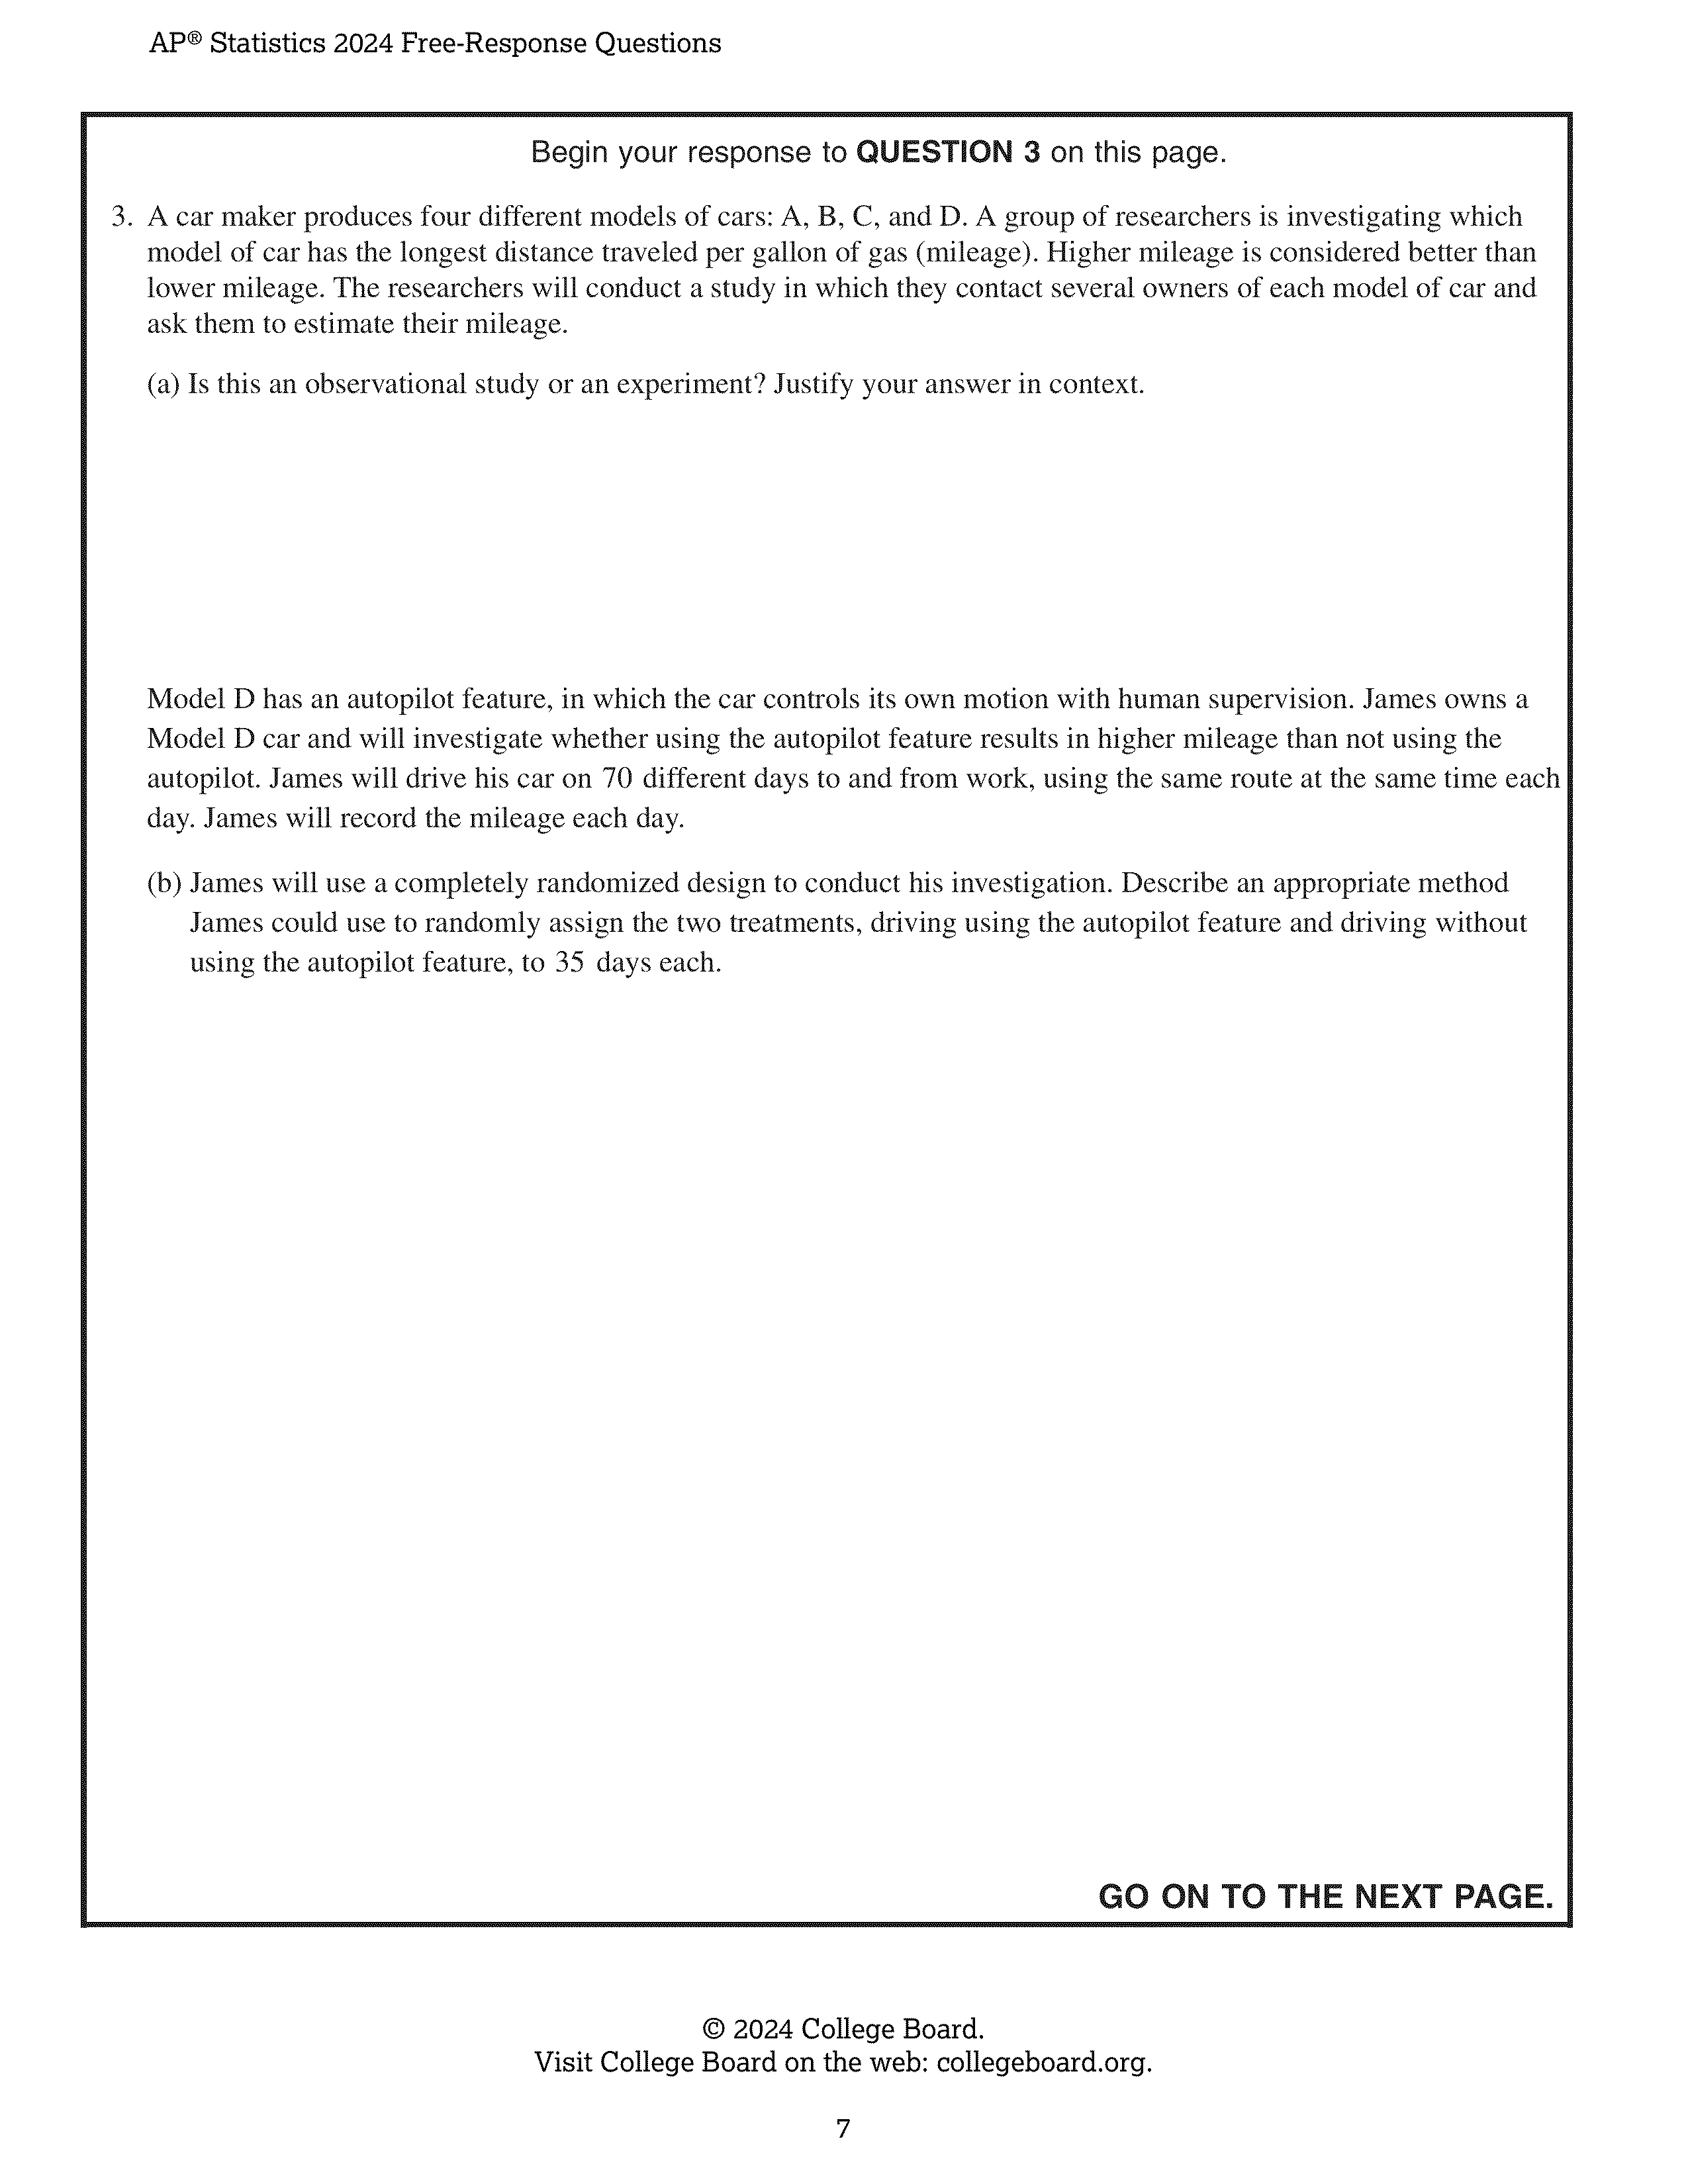 AP® Statistics 2024 Free-Response Questions
Begin your response to QUESTION 3 on this page.
3. A car maker produces four different models of cars: A, B, C, and D. A group of researchers is investigating which
model of car has the longest distance traveled per gallon of gas (mileage). Higher mileage is considered better than
lower mileage. The researchers will conduct a study in which they contact several owners of each model of car and
ask them to estimate their mileage.
(a) Is this an observational study or an experiment? Justify your answer in context.
Model D has an autopilot feature, in which the car controls its own motion with human supervision. James owns a
Model D car and will investigate whether using the autopilot feature results in higher mileage than not using the
autopilot. James will drive his car on 70 different days to and from work, using the same route at the same time each
day. James will record the mileage each day.
(b) James will use a completely randomized design to conduct his investigation. Describe an appropriate method
James could use to randomly assign the two treatments, driving using the autopilot feature and driving without
using the autopilot feature, to 35 days each.
GO ON TO THE NEXT PAGE.
© 2024 College Board.
Visit College Board on the web: collegeboard.org.
7